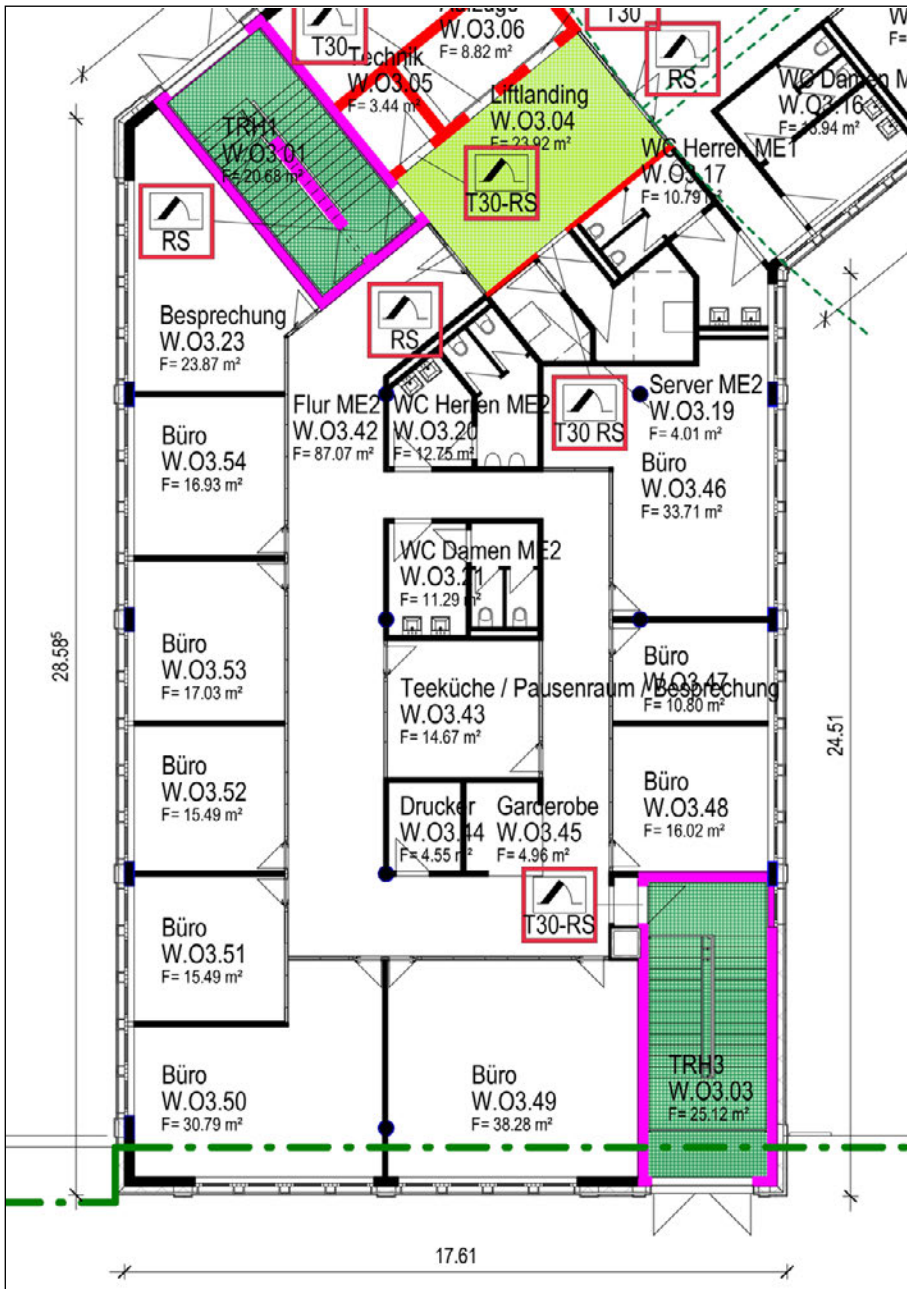 W.O3.06
F= 8.82 m²
T30
T30
Technik
W.O3.05
F= 3.44 m²
RS
WC Damen M
W.O3.16
Liftlanding
W.O3.04
F= 23.92 m²
T30-RS
TRH1
W.O3.01
F= 20.68 m²
WC Herren ME1
W.O3.17
F= 10.79
RS
RS
Besprechung
W.O3.23
F= 23.87 m²
Flur ME2
W.O3.42
F= 87.07 m²
WC Herren ME2
W.O3.20
F= 12.75 m²
T30 RS
Server ME2
W.O3.19
F= 4.01 m²
Büro
W.O3.54
F= 16.93 m²
Büro
W.O3.46
F= 33.71 m²
WC Damen ME2
W.O3.21
F= 11.29 m²
Büro
W.O3.53
F= 17.03 m²
Büro
W.O3.47
F= 10.80 m²
Teeküche / Pausenraum / Besprechung
W.O3.43
F= 14.67 m²
28.58⁵
24.51
Büro
W.O3.52
F= 15.49 m²
Büro
W.O3.48
F= 16.02 m²
Drucker
W.O3.44
F= 4.55 m²
Garderobe
W.O3.45
F= 4.96 m²
T30-RS
Büro
W.O3.51
F= 15.49 m²
Büro
W.O3.50
F= 30.79 m²
Büro
W.O3.49
F= 38.28 m²
TRH3
W.O3.03
F= 25.12 m²
17.61